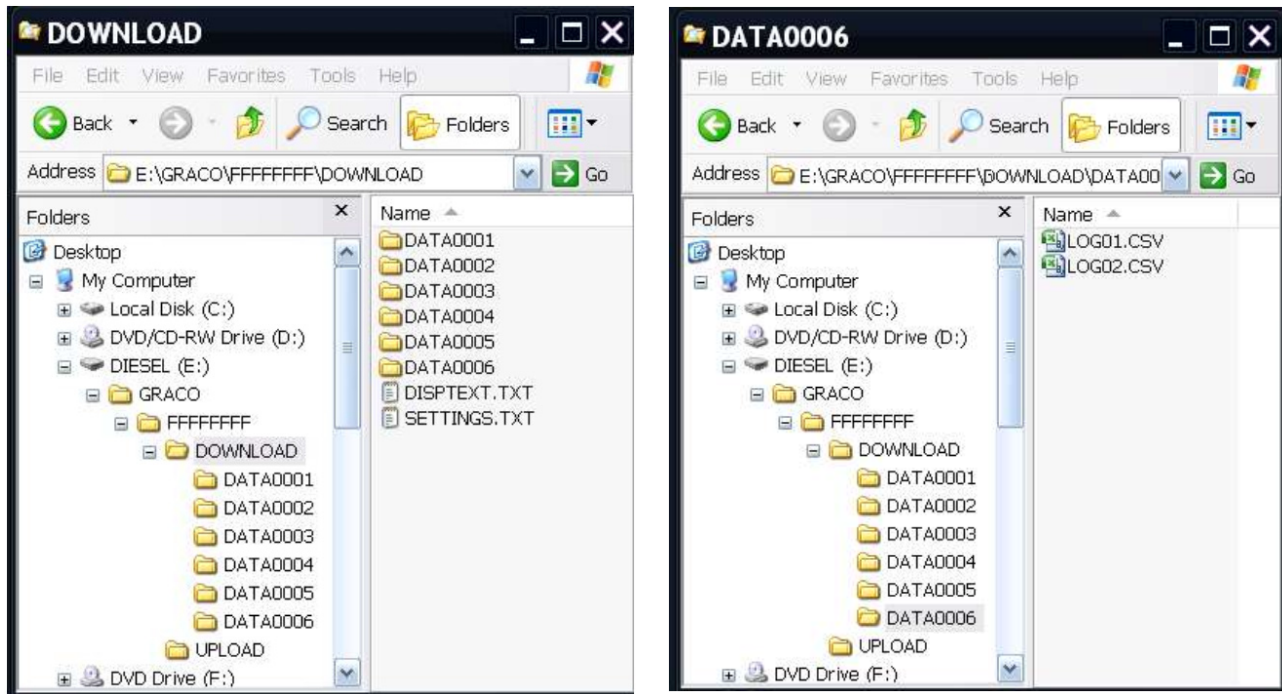 DOWNLOAD
File Edit View Favorites Tools Help
Back Search Folders
Address E:\GRACO\FFFFFFFF\DOWNLOAD Go
Folders
Desktop
My Computer
Local Disk (C:)
DVD/CD-RW Drive (D:)
DIESEL (E:)
GRACO
FFFFFFFF
DOWNLOAD
DATA0001
DATA0002
DATA0003
DATA0004
DATA0005
DATA0006
UPLOAD
DVD Drive (F:)
Name
DATA0001
DATA0002
DATA0003
DATA0004
DATA0005
DATA0006
DISPTEXT.TXT
SETTINGS.TXT
DATA0006
File Edit View Favorites Tools Help
Back Search Folders
Address E:\GRACO\FFFFFFFF\DOWNLOAD\DATA00 Go
Folders
Desktop
My Computer
Local Disk (C:)
DVD/CD-RW Drive (D:)
DIESEL (E:)
GRACO
FFFFFFFF
DOWNLOAD
DATA0001
DATA0002
DATA0003
DATA0004
DATA0005
DATA0006
UPLOAD
DVD Drive (F:)
Name
LOG01.CSV
LOG02.CSV